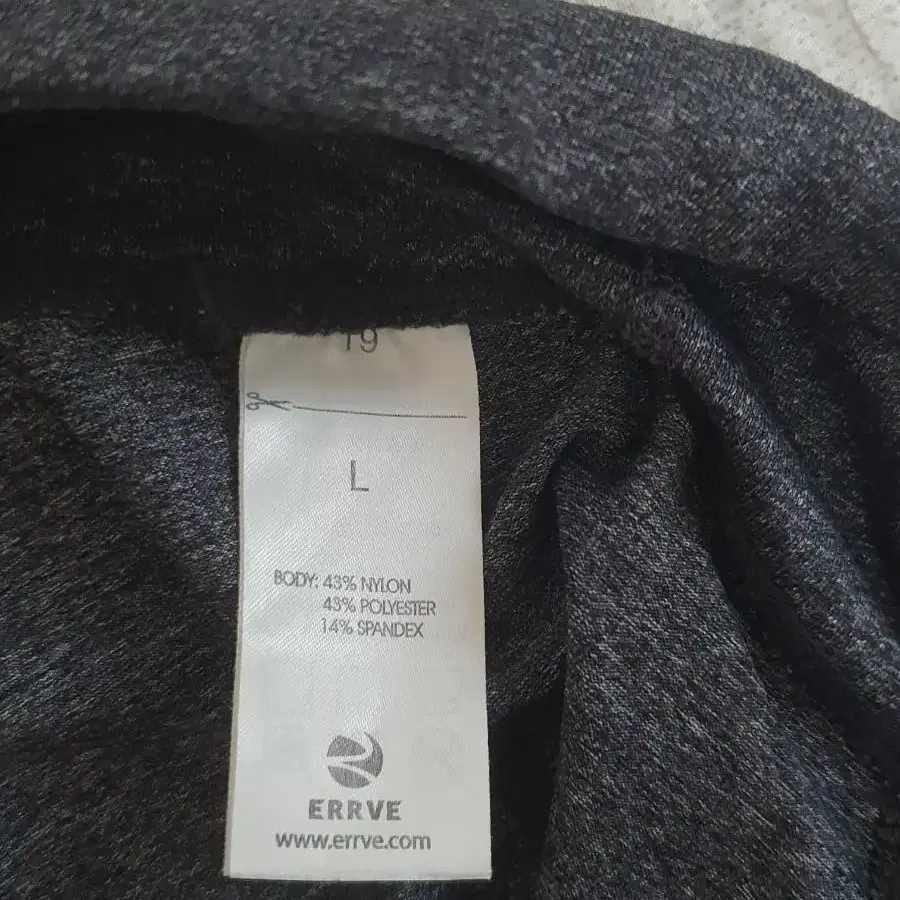 19
L
BODY: 43% NYLON
43% POLYESTER
14% SPANDEX
ERRVE
www.errve.com